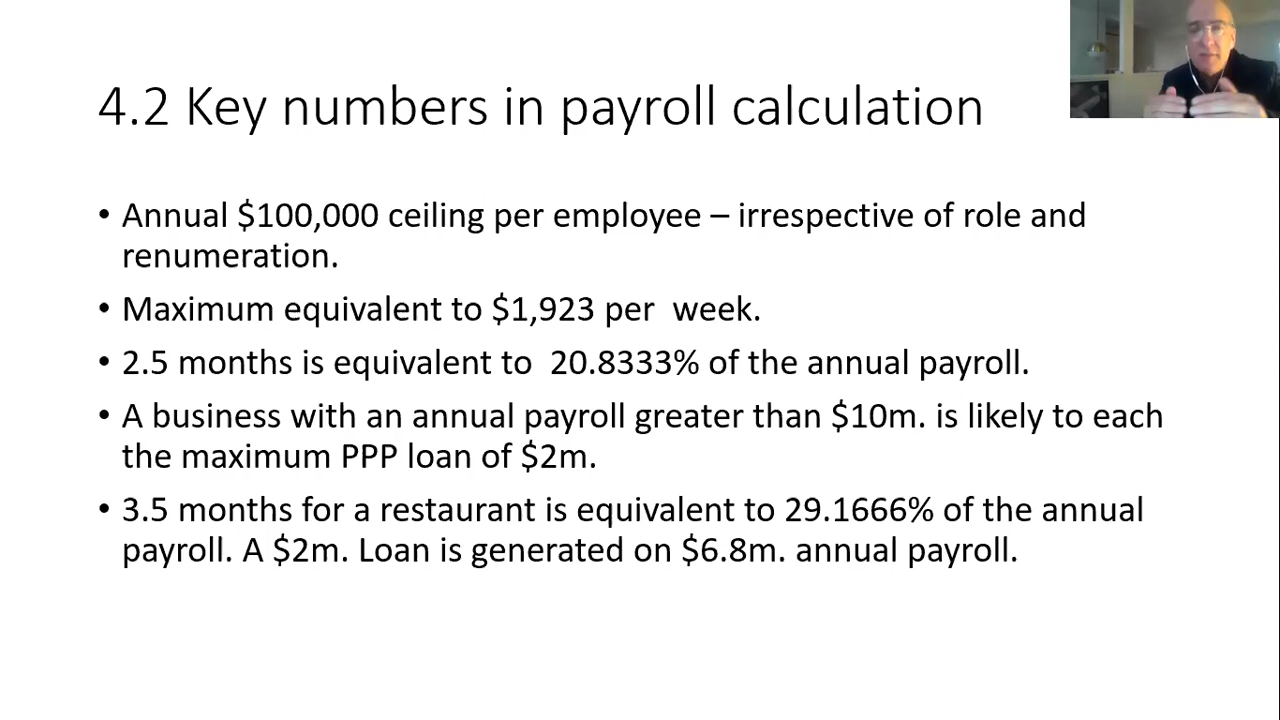 4.2 Key numbers in payroll calculation
• Annual $100,000 ceiling per employee – irrespective of role and
renumeration.
• Maximum equivalent to $1,923 per  week.
• 2.5 months is equivalent to  20.8333% of the annual payroll.
• A business with an annual payroll greater than $10m. is likely to each
the maximum PPP loan of $2m.
• 3.5 months for a restaurant is equivalent to 29.1666% of the annual
payroll. A $2m. Loan is generated on $6.8m. annual payroll.